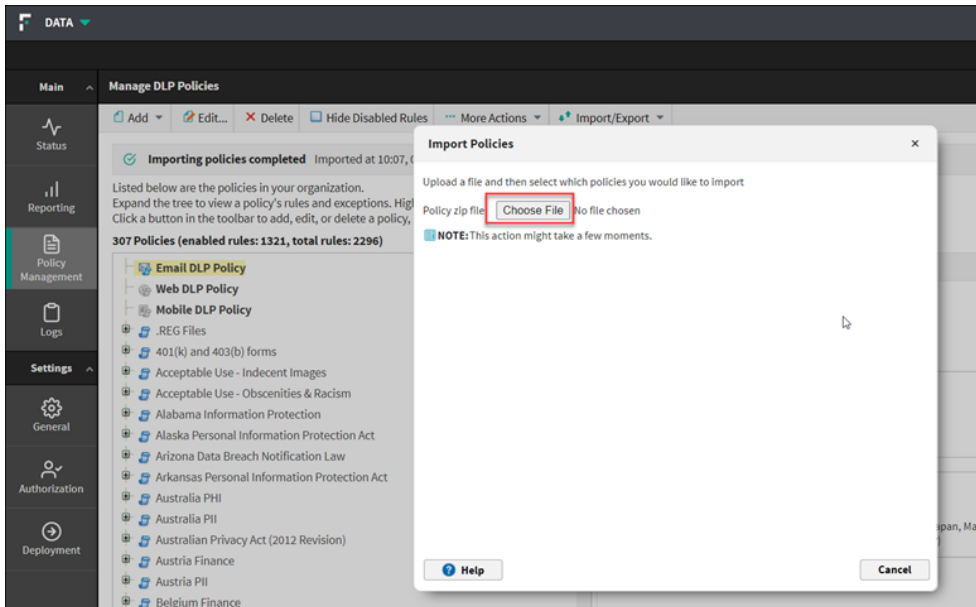 DATA
Main
Manage DLP Policies
Add
Edit...
Delete
Hide Disabled Rules
More Actions
Import/Export
Status
Importing policies completed Imported at 10:07,
Listed below are the policies in your organization.
Expand the tree to view a policy's rules and exceptions.
Click a button in the toolbar to add, edit, or delete a policy,
307 Policies (enabled rules: 1321, total rules: 2296)
Reporting
Policy
Management
Logs
Settings
General
Authorization
Deployment
Email DLP Policy
Web DLP Policy
Mobile DLP Policy
.REG Files
401(k) and 403(b) forms
Acceptable Use - Indecent Images
Acceptable Use - Obscenities & Racism
Alabama Information Protection
Alaska Personal Information Protection Act
Arizona Data Breach Notification Law
Arkansas Personal Information Protection Act
Australia PHI
Australia PII
Australian Privacy Act (2012 Revision)
Austria Finance
Austria PII
Belgium Finance
Import Policies
Upload a file and then select which policies you would like to import
Policy zip file
Choose File
No file chosen
NOTE: This action might take a few moments.
Help
Cancel